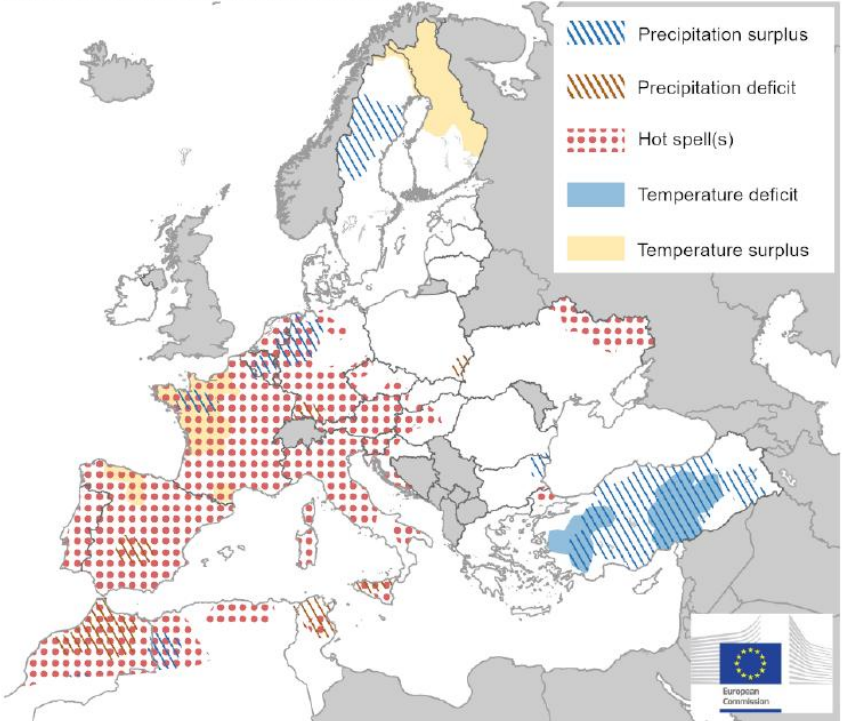 Precipitation surplus
Precipitation deficit
Hot spell(s)
Temperature deficit
Temperature surplus
European
Commission